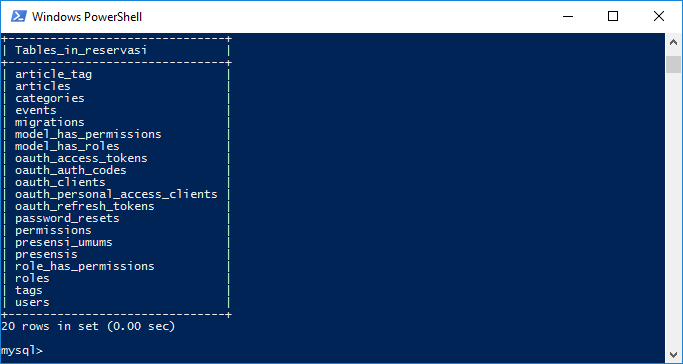 Windows PowerShell
+-------------------------------+
| Tables_in_reservasi           |
+-------------------------------+
| article_tag                   |
| articles                      |
| categories                    |
| events                        |
| migrations                    |
| model_has_permissions         |
| model_has_roles               |
| oauth_access_tokens           |
| oauth_auth_codes              |
| oauth_clients                 |
| oauth_personal_access_clients |
| oauth_refresh_tokens          |
| password_resets               |
| permissions                   |
| presensi_umums                |
| presensis                     |
| role_has_permissions          |
| roles                         |
| tags                          |
| users                         |
+-------------------------------+
20 rows in set (0.00 sec)
mysql>